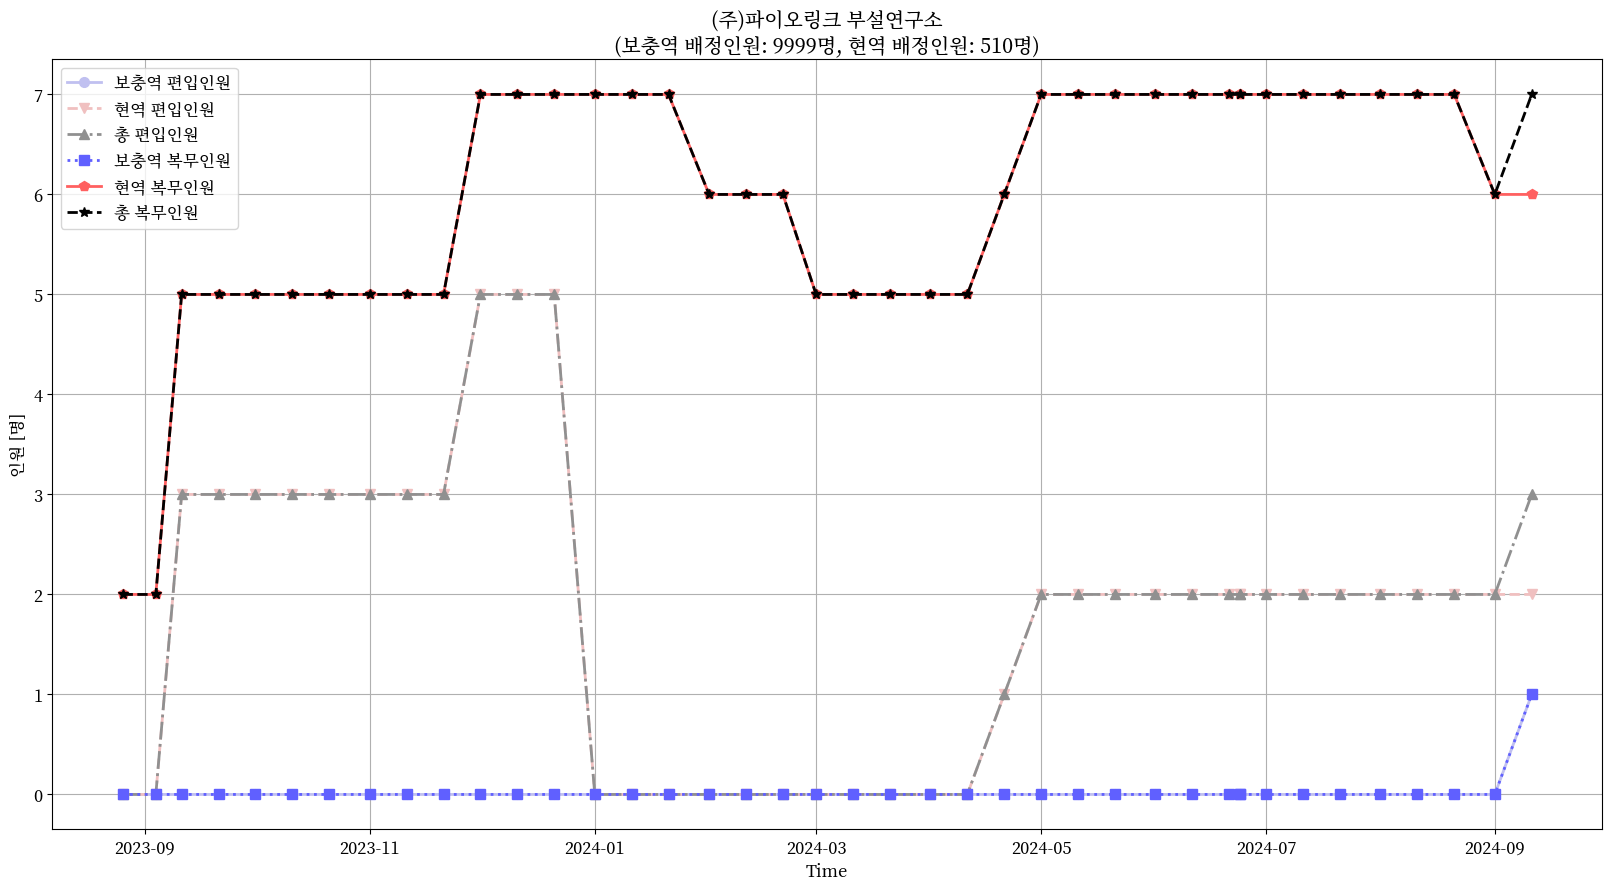 (주)파이오링크 부설연구소
(보충역 배정인원: 9999명, 현역 배정인원: 510명)
보충역 편입인원
현역 편입인원
총 편입인원
보충역 복무인원
현역 복무인원
총 복무인원
인원 [명]
7
6
5
4
3
2
1
0
2023-09
2023-11
2024-01
2024-03
2024-05
2024-07
2024-09
Time